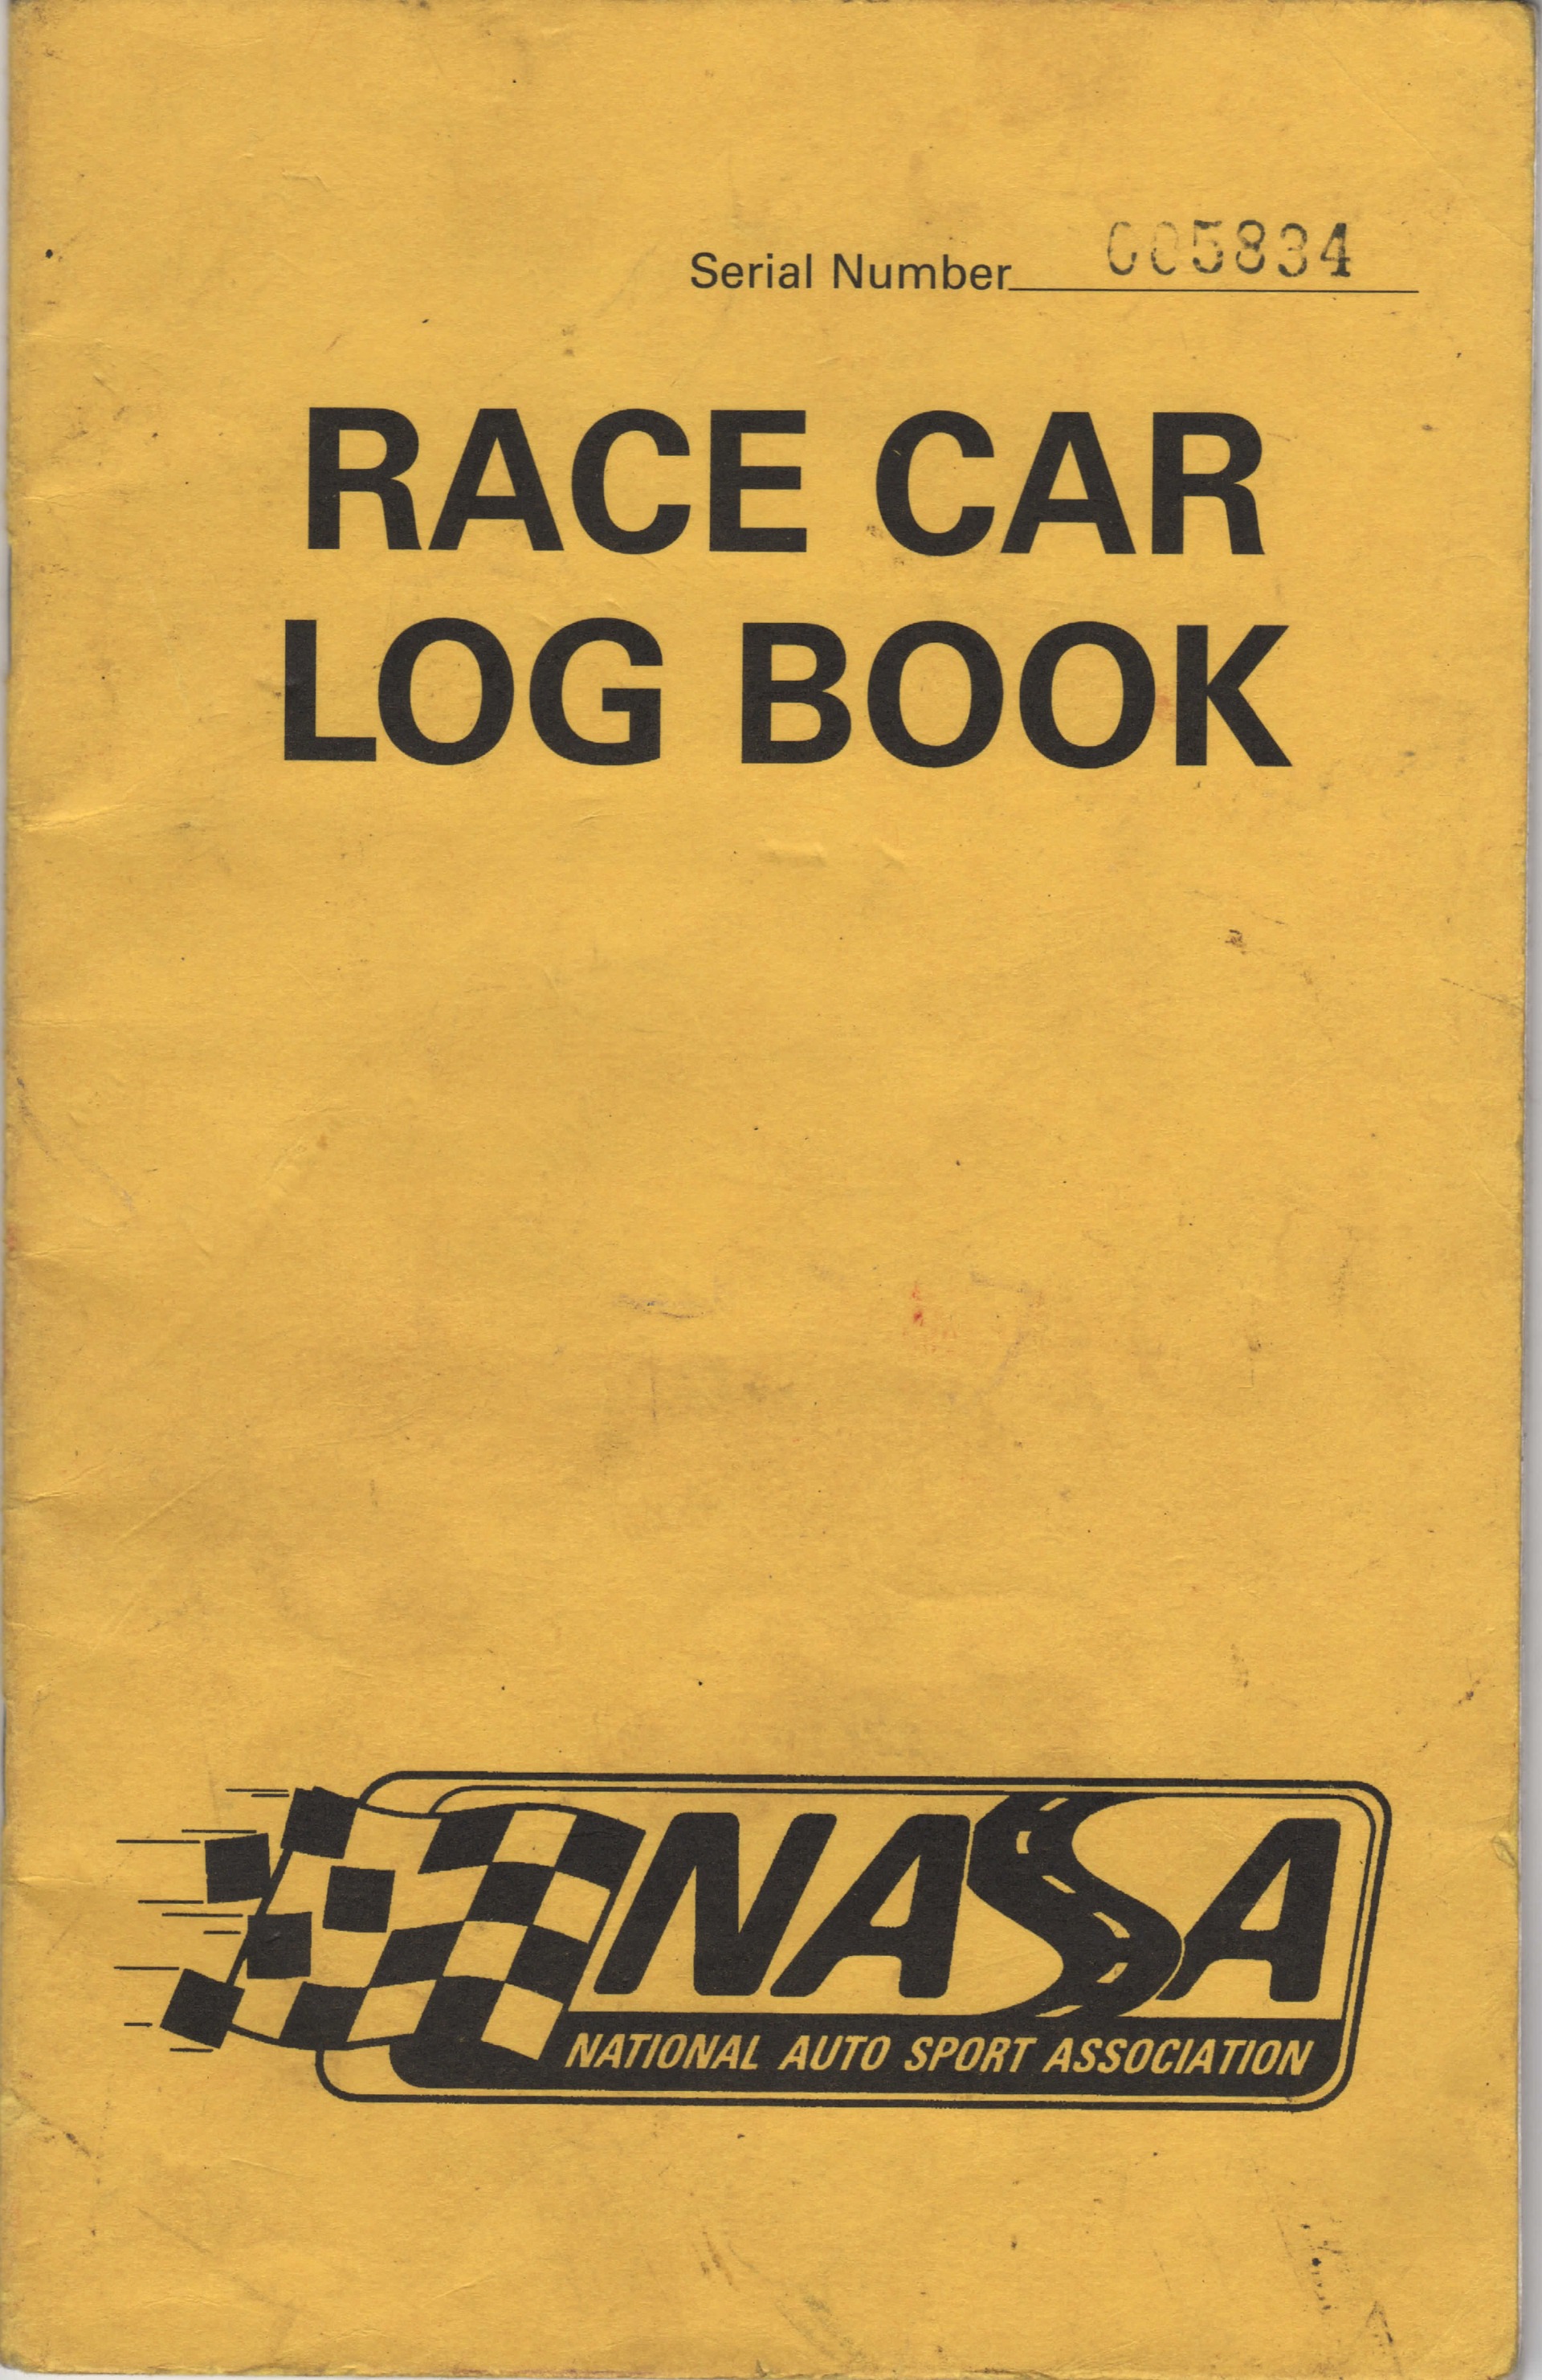 Serial Number 005834
RACE CAR
LOG BOOK
NASA
NATIONAL AUTO SPORT ASSOCIATION